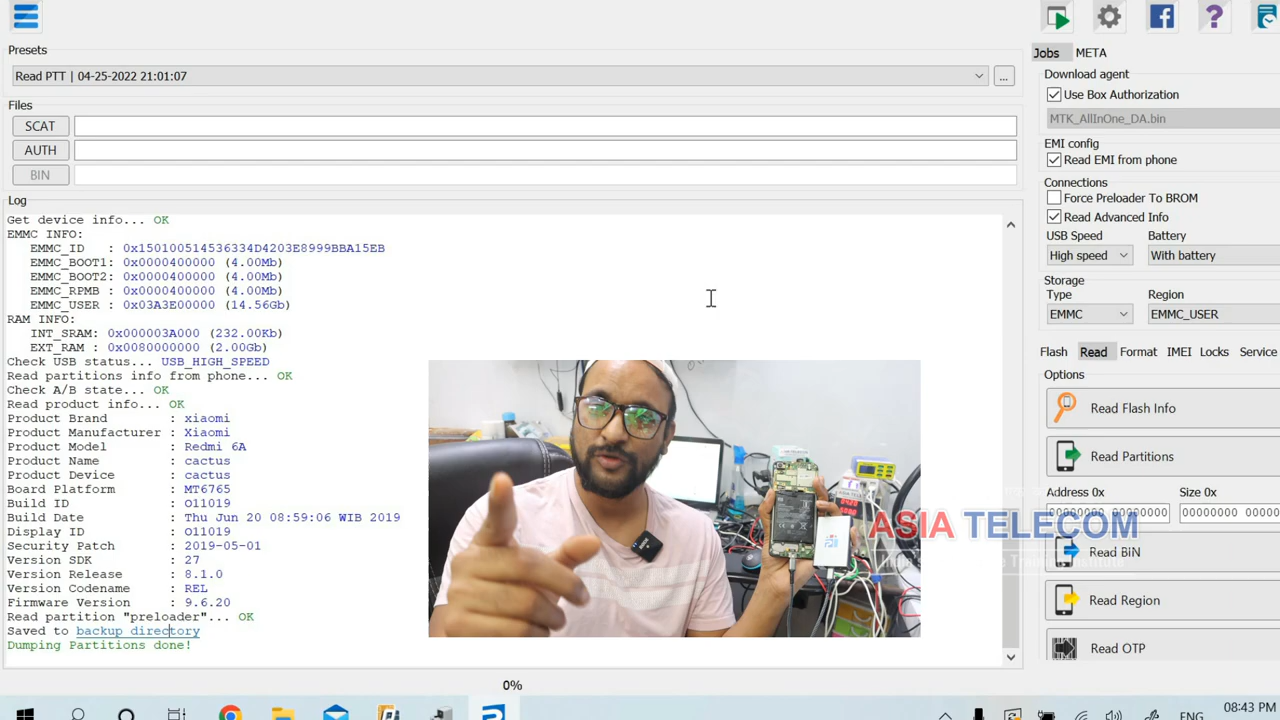 Presets
Read PTT | 04-25-2022 21:01:07
...
Files
SCAT
AUTH
BIN
Log
Get device info... OK
EMMC INFO:
EMMC_ID : 0x150100514536334D4203E8999BBA15EB
EMMC_BOOT1: 0x0000400000 (4.00Mb)
EMMC_BOOT2: 0x0000400000 (4.00Mb)
EMMC_RPMB : 0x0000400000 (4.00Mb)
EMMC_USER : 0x03A3E00000 (14.56Gb)
RAM INFO:
INT_SRAM: 0x000003A000 (232.00Kb)
EXT_RAM : 0x0080000000 (2.00Gb)
Check USB status... USB_HIGH_SPEED
Read partitions info from phone... OK
Check A/B state... OK
Read product info... OK
Product Brand : xiaomi
Product Manufacturer : Xiaomi
Product Model : Redmi 6A
Product Name : cactus
Product Device : cactus
Board Platform : MT6765
Build ID : O11019
Build Date : Thu Jun 20 08:59:06 WIB 2019
Display ID : O11019
Security Patch : 2019-05-01
Version SDK : 27
Version Release : 8.1.0
Version Codename : REL
Firmware Version : 9.6.20
Read partition "preloader"... OK
Saved to backup directory
Dumping Partitions done!
0%
Jobs META
Download agent
Use Box Authorization
MTK_AllInOne_DA.bin
EMI config
Read EMI from phone
Connections
Force Preloader To BROM
Read Advanced Info
USB Speed Battery
High speed With battery
Storage
Type Region
EMMC EMMC_USER
Flash Read Format IMEI Locks Service
Options
Read Flash Info
Read Partitions
Address 0x Size 0x
00000000 00000000 00000000 00000
ASIA TELECOM
Institute
Read BIN
Read Region
Read OTP
08:43 PM
ENG